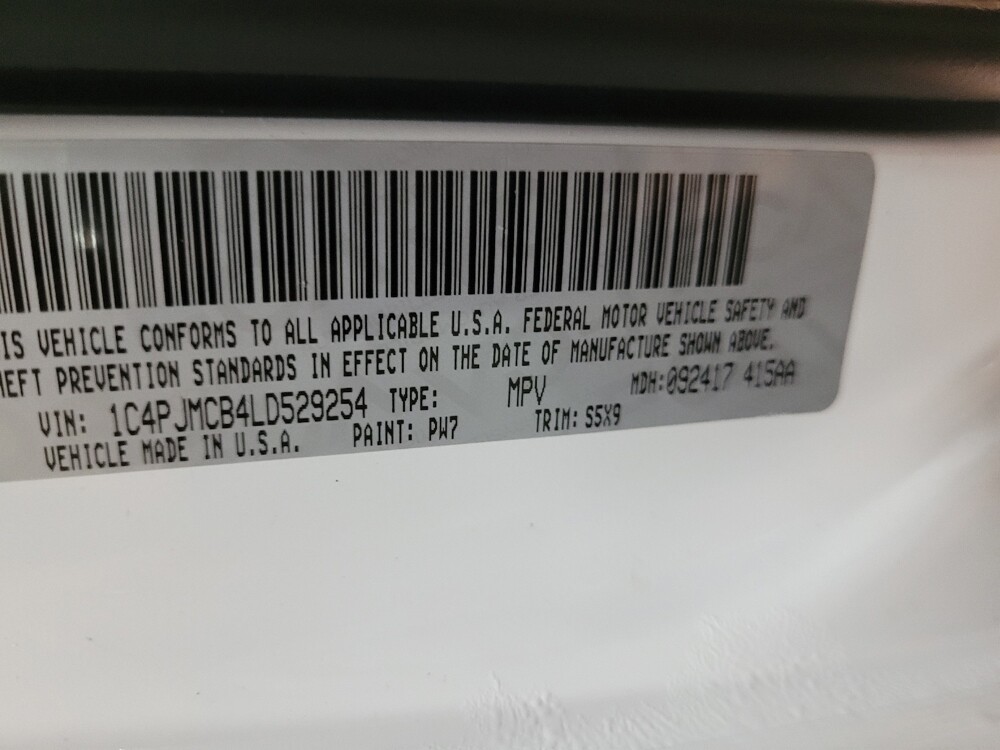 IS VEHICLE CONFORMS TO ALL APPLICABLE U.S.A. FEDERAL MOTOR VEHICLE SAFETY AND
HEFT PREVENTION STANDARDS IN EFFECT ON THE DATE OF MANUFACTURE SHOWN ABOVE.
VIN: 1C4PJMCB4LD529254 TYPE: MPV MDH:092417 415AA
VEHICLE MADE IN U.S.A. PAINT: PW7 TRIM: S5X9